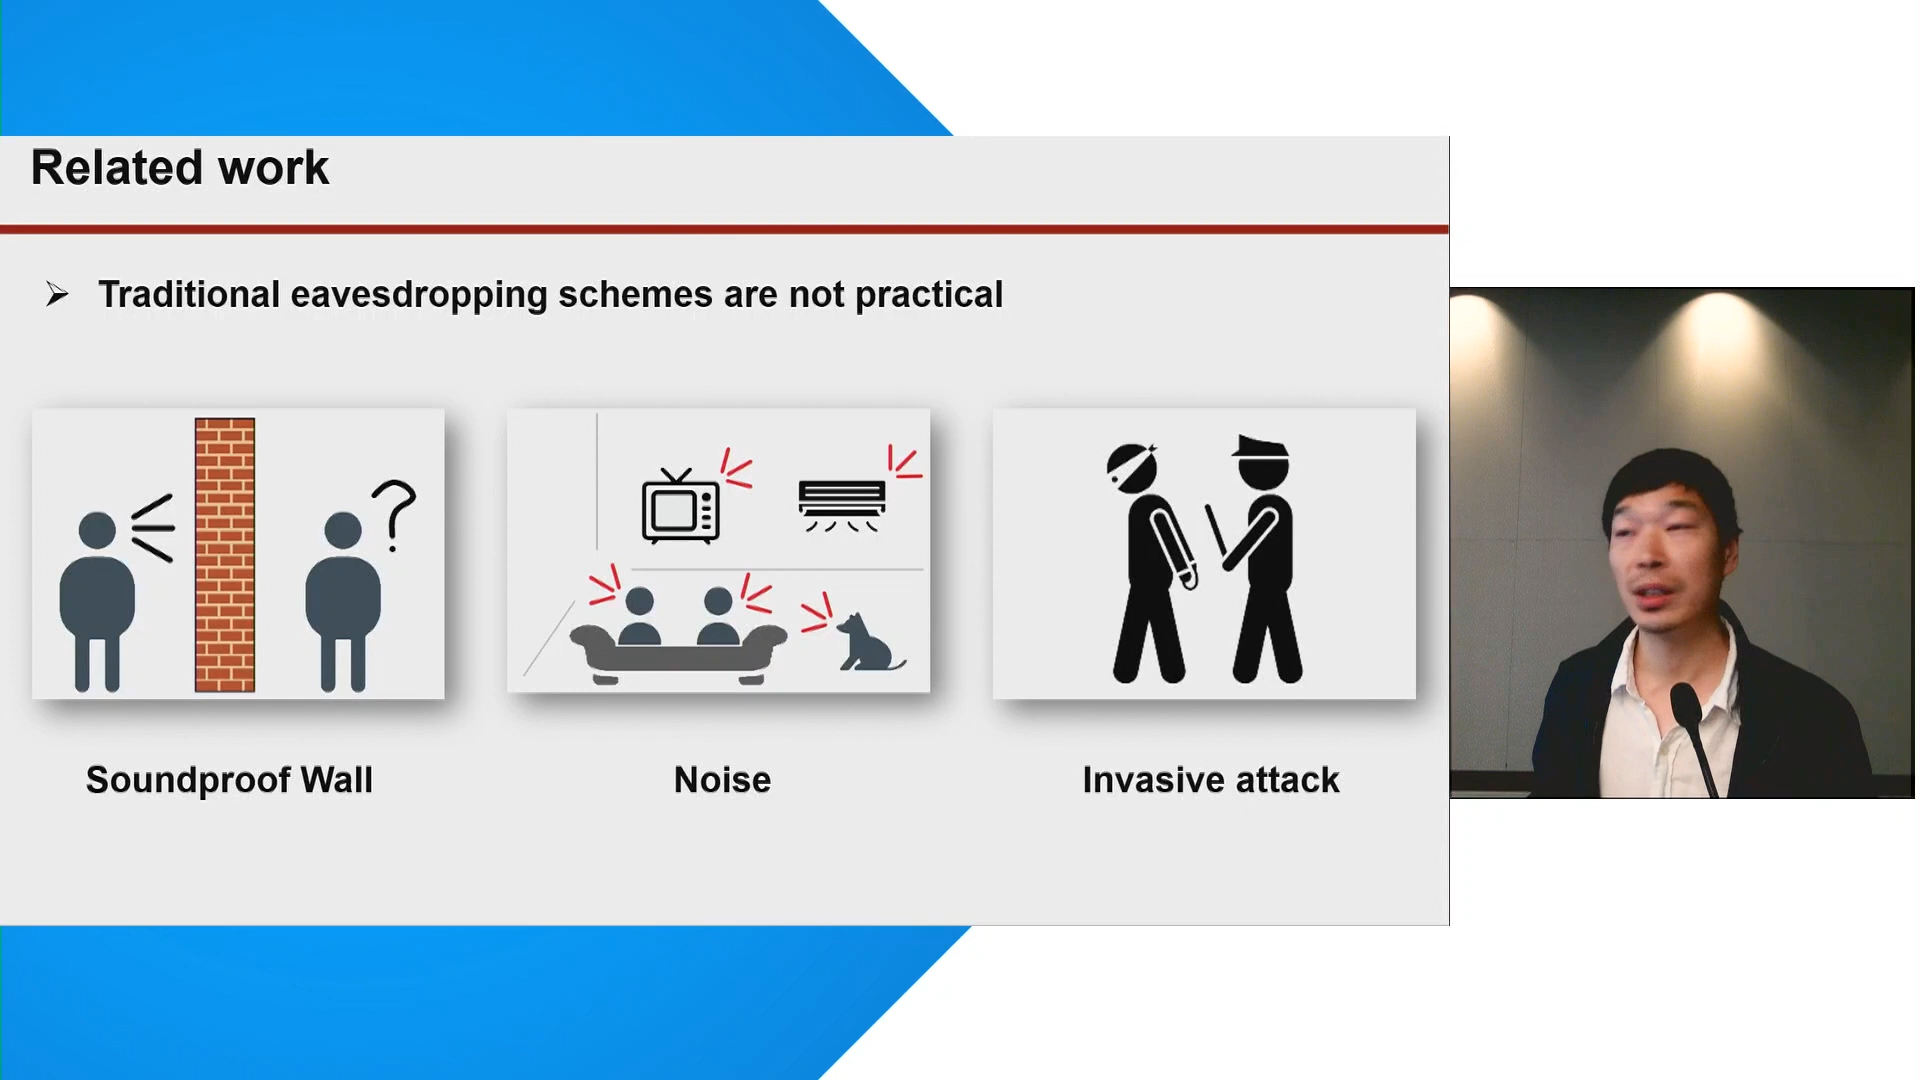 Related work
Traditional eavesdropping schemes are not practical
Soundproof Wall
Noise
Invasive attack